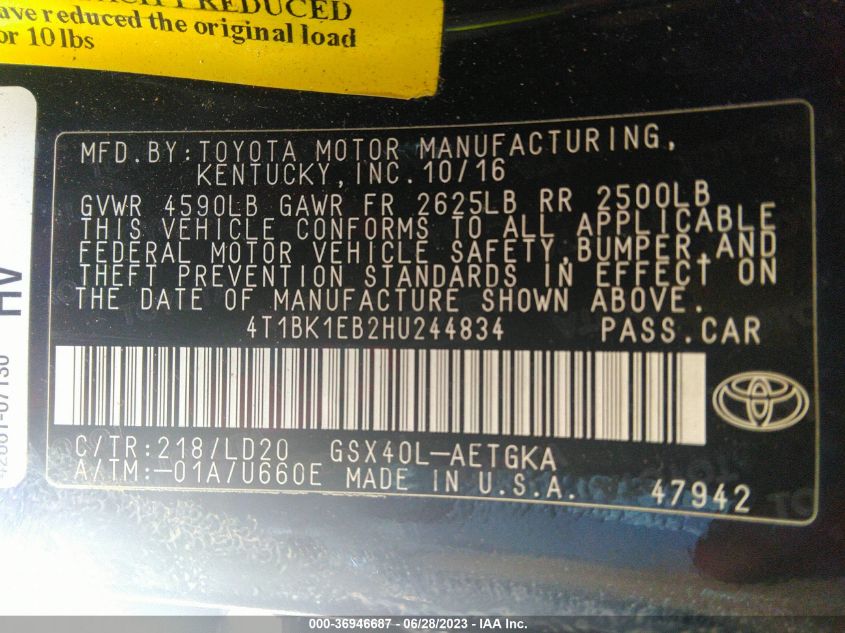 REDUCED
ave reduced the original load
or 10 lbs
HV
MFD.BY:TOYOTA MOTOR MANUFACTURING,
KENTUCKY,INC.10/16
GVWR 4590LB GAWR FR 2625LB RR 2500LB
THIS VEHICLE CONFORMS TO ALL APPLICABLE
FEDERAL MOTOR VEHICLE SAFETY,BUMPER,AND
THEFT PREVENTION STANDARDS IN EFFECT ON
THE DATE OF MANUFACTURE SHOWN ABOVE.
4T1BK1EB2HU244834 PASS.CAR
C/TR:218/LD20 GSX40L-AETGKA
A/TM:-01A/U660E MADE IN U.S.A. 47942
000-36946687 - 06/28/2023 - IAA Inc.